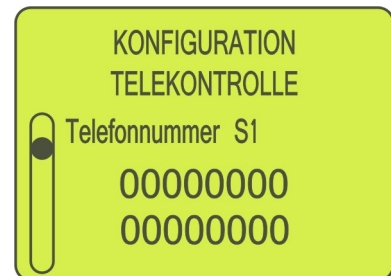 KONFIGURATION
TELEKONTROLLE
Telefonnummer S1
00000000
00000000